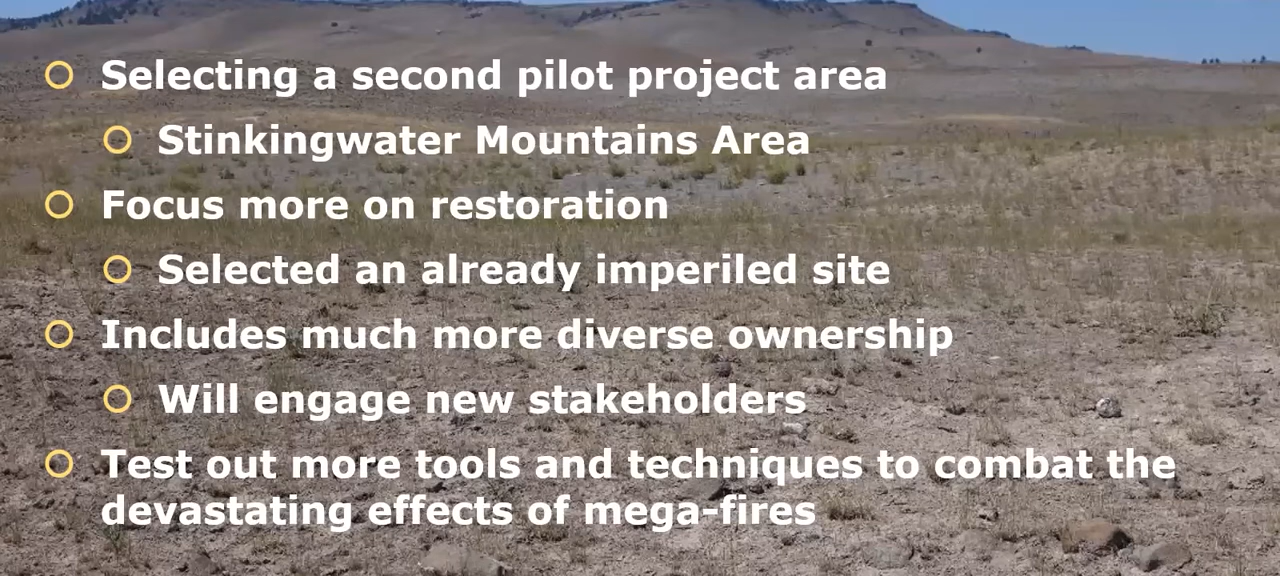 Selecting a second pilot project area
Stinkingwater Mountains Area
Focus more on restoration
Selected an already imperiled site
Includes much more diverse ownership
Will engage new stakeholders
Test out more tools and techniques to combat the
devastating effects of mega-fires